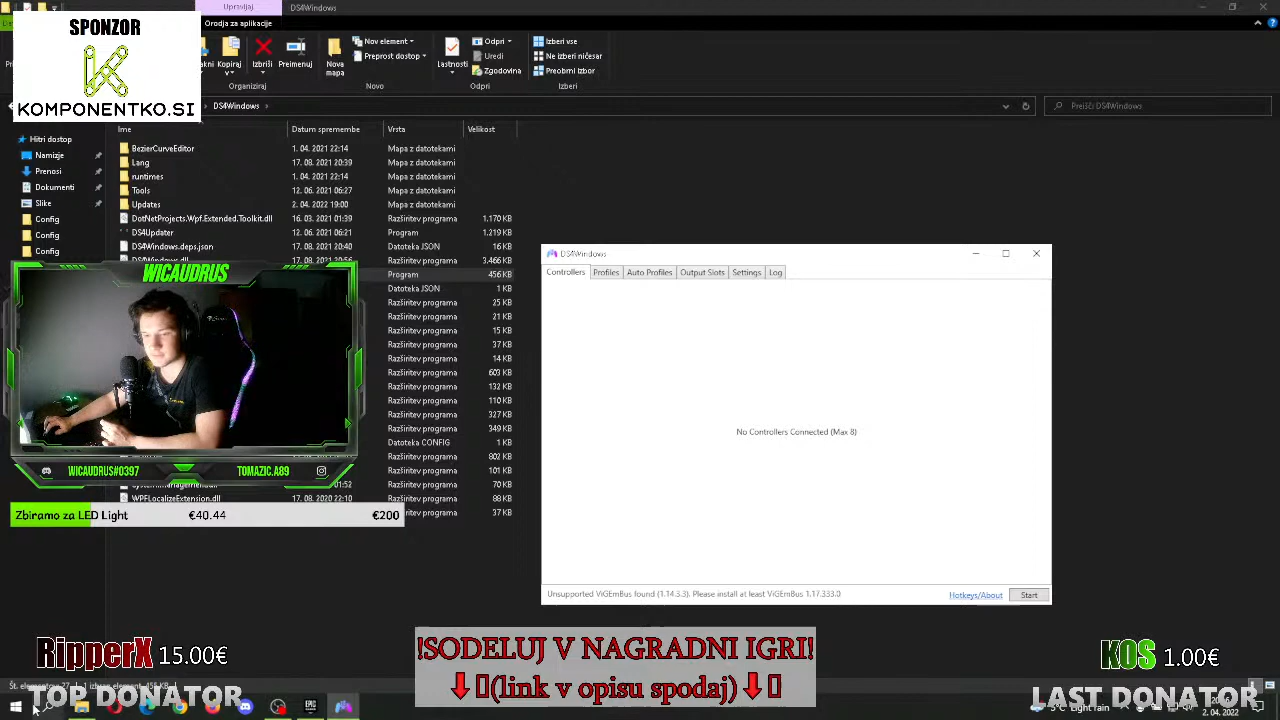 SPONZOR
KOMPONENTKO.SI
Upravljaj
DS4Windows
Orodja za aplikacije
Kopiraj
Izbriši
Preimenuj
Nova mapa
Nov element
Preprost dostop
Lastnosti
Odpri
Uredi
Zgodovina
Izberi vse
Ne izberi ničesar
Preobrni izbor
Organiziraj
Novo
Odpri
Izberi
DS4Windows
Preišči DS4Windows
Ime
Datum spremembe
Vrsta
Velikost
Hitri dostop
Namizje
Prenosi
Dokumenti
Slike
Config
Config
Config
BezierCurveEditor 1. 04. 2021 22:14 Mapa z datotekami
Lang 17. 08. 2021 20:39 Mapa z datotekami
runtimes 1. 04. 2021 22:14 Mapa z datotekami
Tools 12. 06. 2021 06:27 Mapa z datotekami
Updates 2. 04. 2022 19:00 Mapa z datotekami
DotNetProjects.Wpf.Extended.Toolkit.dll 16. 03. 2021 01:39 Razširitev programa 1.170 KB
DS4Updater 12. 06. 2021 06:21 Program 1.219 KB
DS4Windows.deps.json 17. 08. 2021 20:40 Datoteka JSON 16 KB
DS4Windows.dll Razširitev programa 3.466 KB
Program 456 KB
Datoteka JSON 1 KB
Razširitev programa 25 KB
Razširitev programa 21 KB
Razširitev programa 15 KB
Razširitev programa 37 KB
Razširitev programa 14 KB
Razširitev programa 603 KB
Razširitev programa 132 KB
Razširitev programa 110 KB
Razširitev programa 327 KB
Razširitev programa 349 KB
Datoteka CONFIG 1 KB
Razširitev programa 802 KB
Razširitev programa 101 KB
01:52 Razširitev programa 70 KB
WPFLocalizeExtension.dll 17. 08. 2020 22:10 Razširitev programa 88 KB
ritev programa 37 KB
WICAUDRUS
WICAUDRUS#0397
TOMAZIC.A89
Zbiramo za LED Light €40.44 €200
DS4Windows
Controllers Profiles Auto Profiles Output Slots Settings Log
No Controllers Connected (Max 8)
Unsupported ViGEmBus found (1.14.3.3). Please install at least ViGEmBus 1.17.333.0
Hotkeys/About
Start
RipperX 15.00€
TOP DONATOR
!SODELUJ V NAGRADNI IGRI!
(link v opisu spodaj)
KOS 1.00€
LAST DONATOR
2. 04. 2022